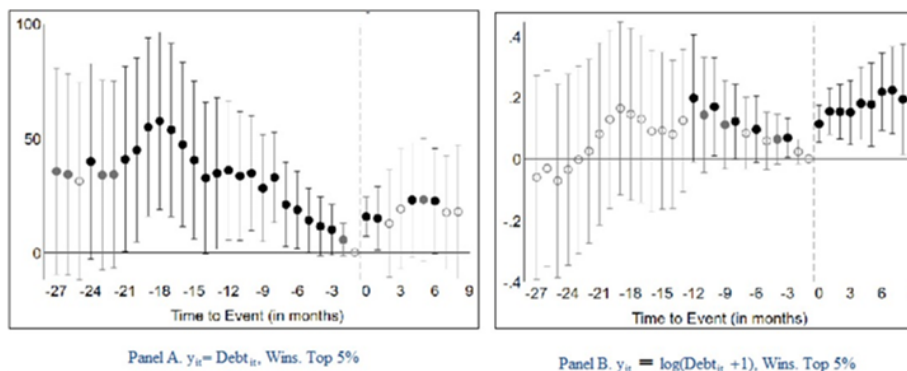 100
50
0
-27 -24 -21 -18 -15 -12 -9 -6 -3 0 3 6 9
Time to Event (in months)
Panel A. yit= Debtit, Wins. Top 5%
.4
.2
0
-.2
-.4
-27 -24 -21 -18 -15 -12 -9 -6 -3 0 3 6
Time to Event (in months)
Panel B. yit = log(Debtit +1), Wins. Top 5%